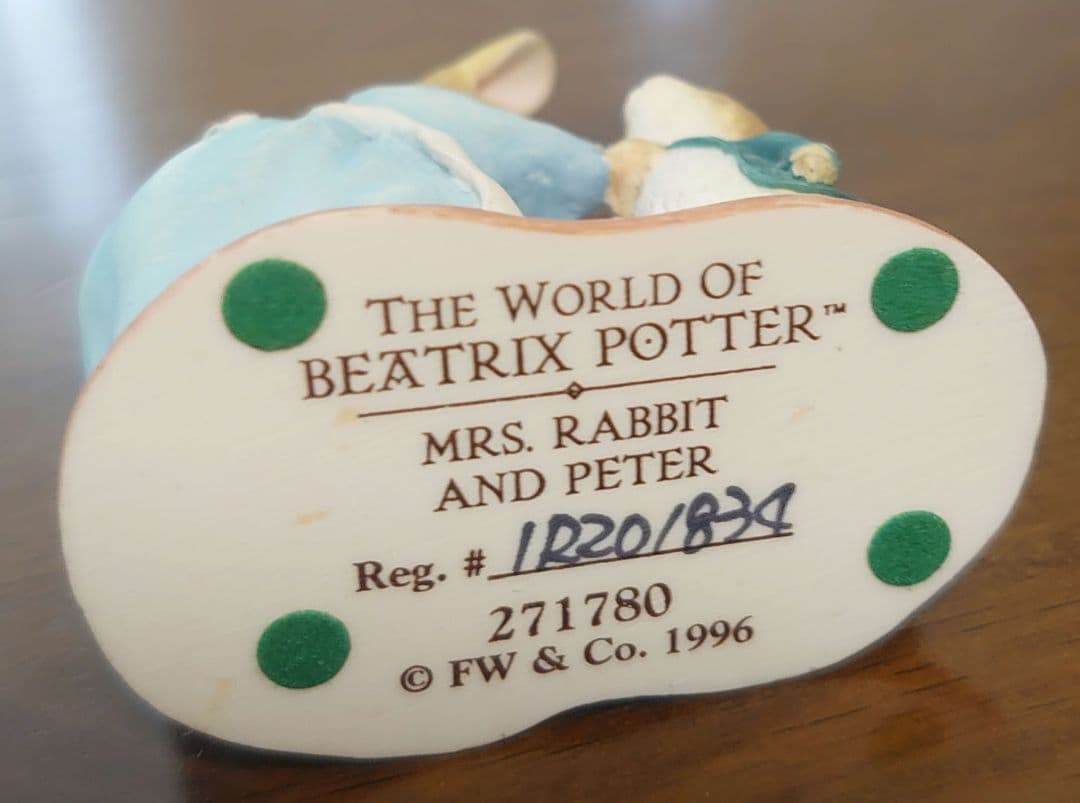 THE WORLD OF
BEATRIX POTTER™
MRS. RABBIT
AND PETER
Reg. # 1R20/834
271780
© FW & Co. 1996